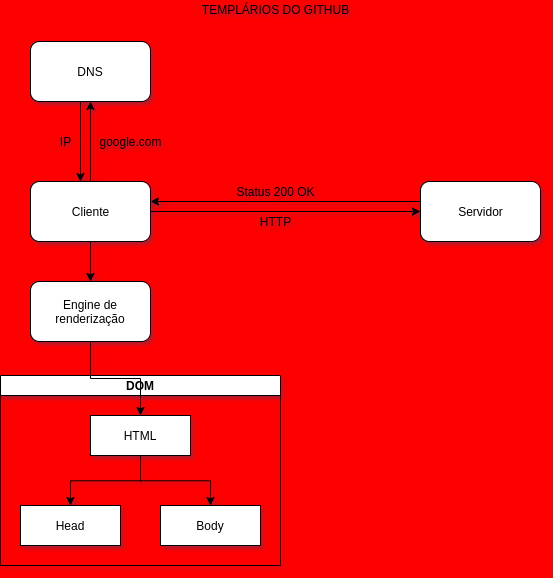 TEMPLÁRIOS DO GITHUB
DNS
IP
google.com
Status 200 OK
Cliente
Servidor
HTTP
Engine de
renderização
DOM
HTML
Head
Body